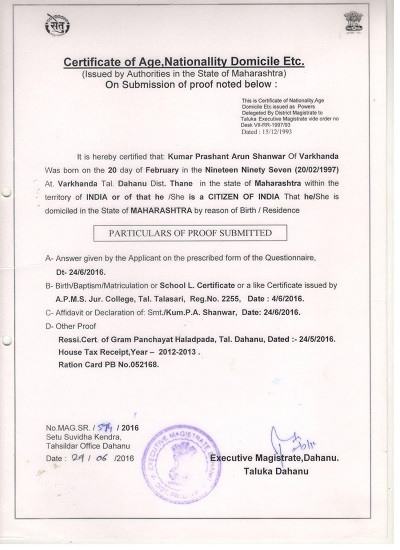 सेतु
Certificate of Age,Nationallity Domicile Etc.
(Issued by Authorities in the State of Maharashtra)
On Submission of proof noted below :
This is Certificate of Nationality,Age
Domicile Etc.issued as Powers
Delegated By District Magistrate to
Taluka Executive Magistrate vide order no
Desk VII-RR-1997/93
Dated : 15/12/1993
It is hereby certified that: Kumar Prashant Arun Shanwar Of Varkhanda
Was born on the 20 day of February in the Nineteen Ninety Seven (20/02/1997)
At. Varkhanda Tal. Dahanu Dist. Thane in the state of Maharashtra within the
territory of INDIA or of that he /She is a CITIZEN OF INDIA That he/She is
domiciled in the State of MAHARASHTRA by reason of Birth / Residence
PARTICULARS OF PROOF SUBMITTED
A- Answer given by the Applicant on the prescribed form of the Questionnaire,
Dt- 24/6/2016.
B- Birth/Beptism/Matriculation or School L. Certificate or a like Certificate issued by
A.P.M.S. Jur. College, Tal. Talasari, Reg.No. 2255, Date : 4/6/2016.
C- Affidavit or Declaration of: Smt./Kum.P.A. Shanwar, Date: 24/6/2016.
D- Other Proof
Ressi.Cert. of Gram Panchayat Haladpada, Tal. Dahanu, Dated :- 24/5/2016.
House Tax Receipt,Year – 2012-2013 .
Ration Card PB No.052168.
No.MAG.SR. / / 2016
Setu Suvidha Kendra,
Tahsildar Office Dahanu
Date : 24 / 06 /2016
EXECUTIVE MAGISTRATE
Executive Magistrate,Dahanu.
Taluka Dahanu